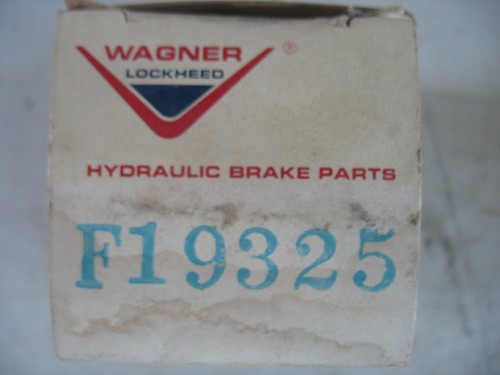 WAGNER ®
LOCKHEED
HYDRAULIC BRAKE PARTS
F19325